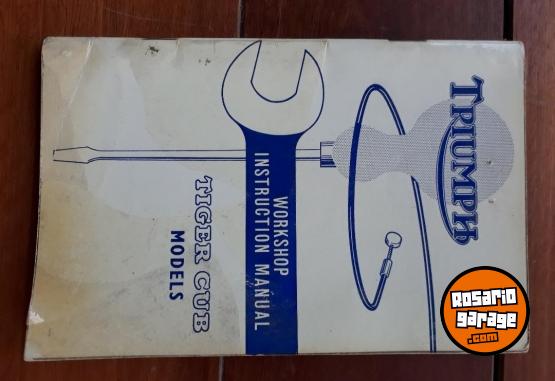 TRIUMPH
WORKSHOP
INSTRUCTION MANUAL
TIGER CUB
MODELS
Rosario
garage
.com